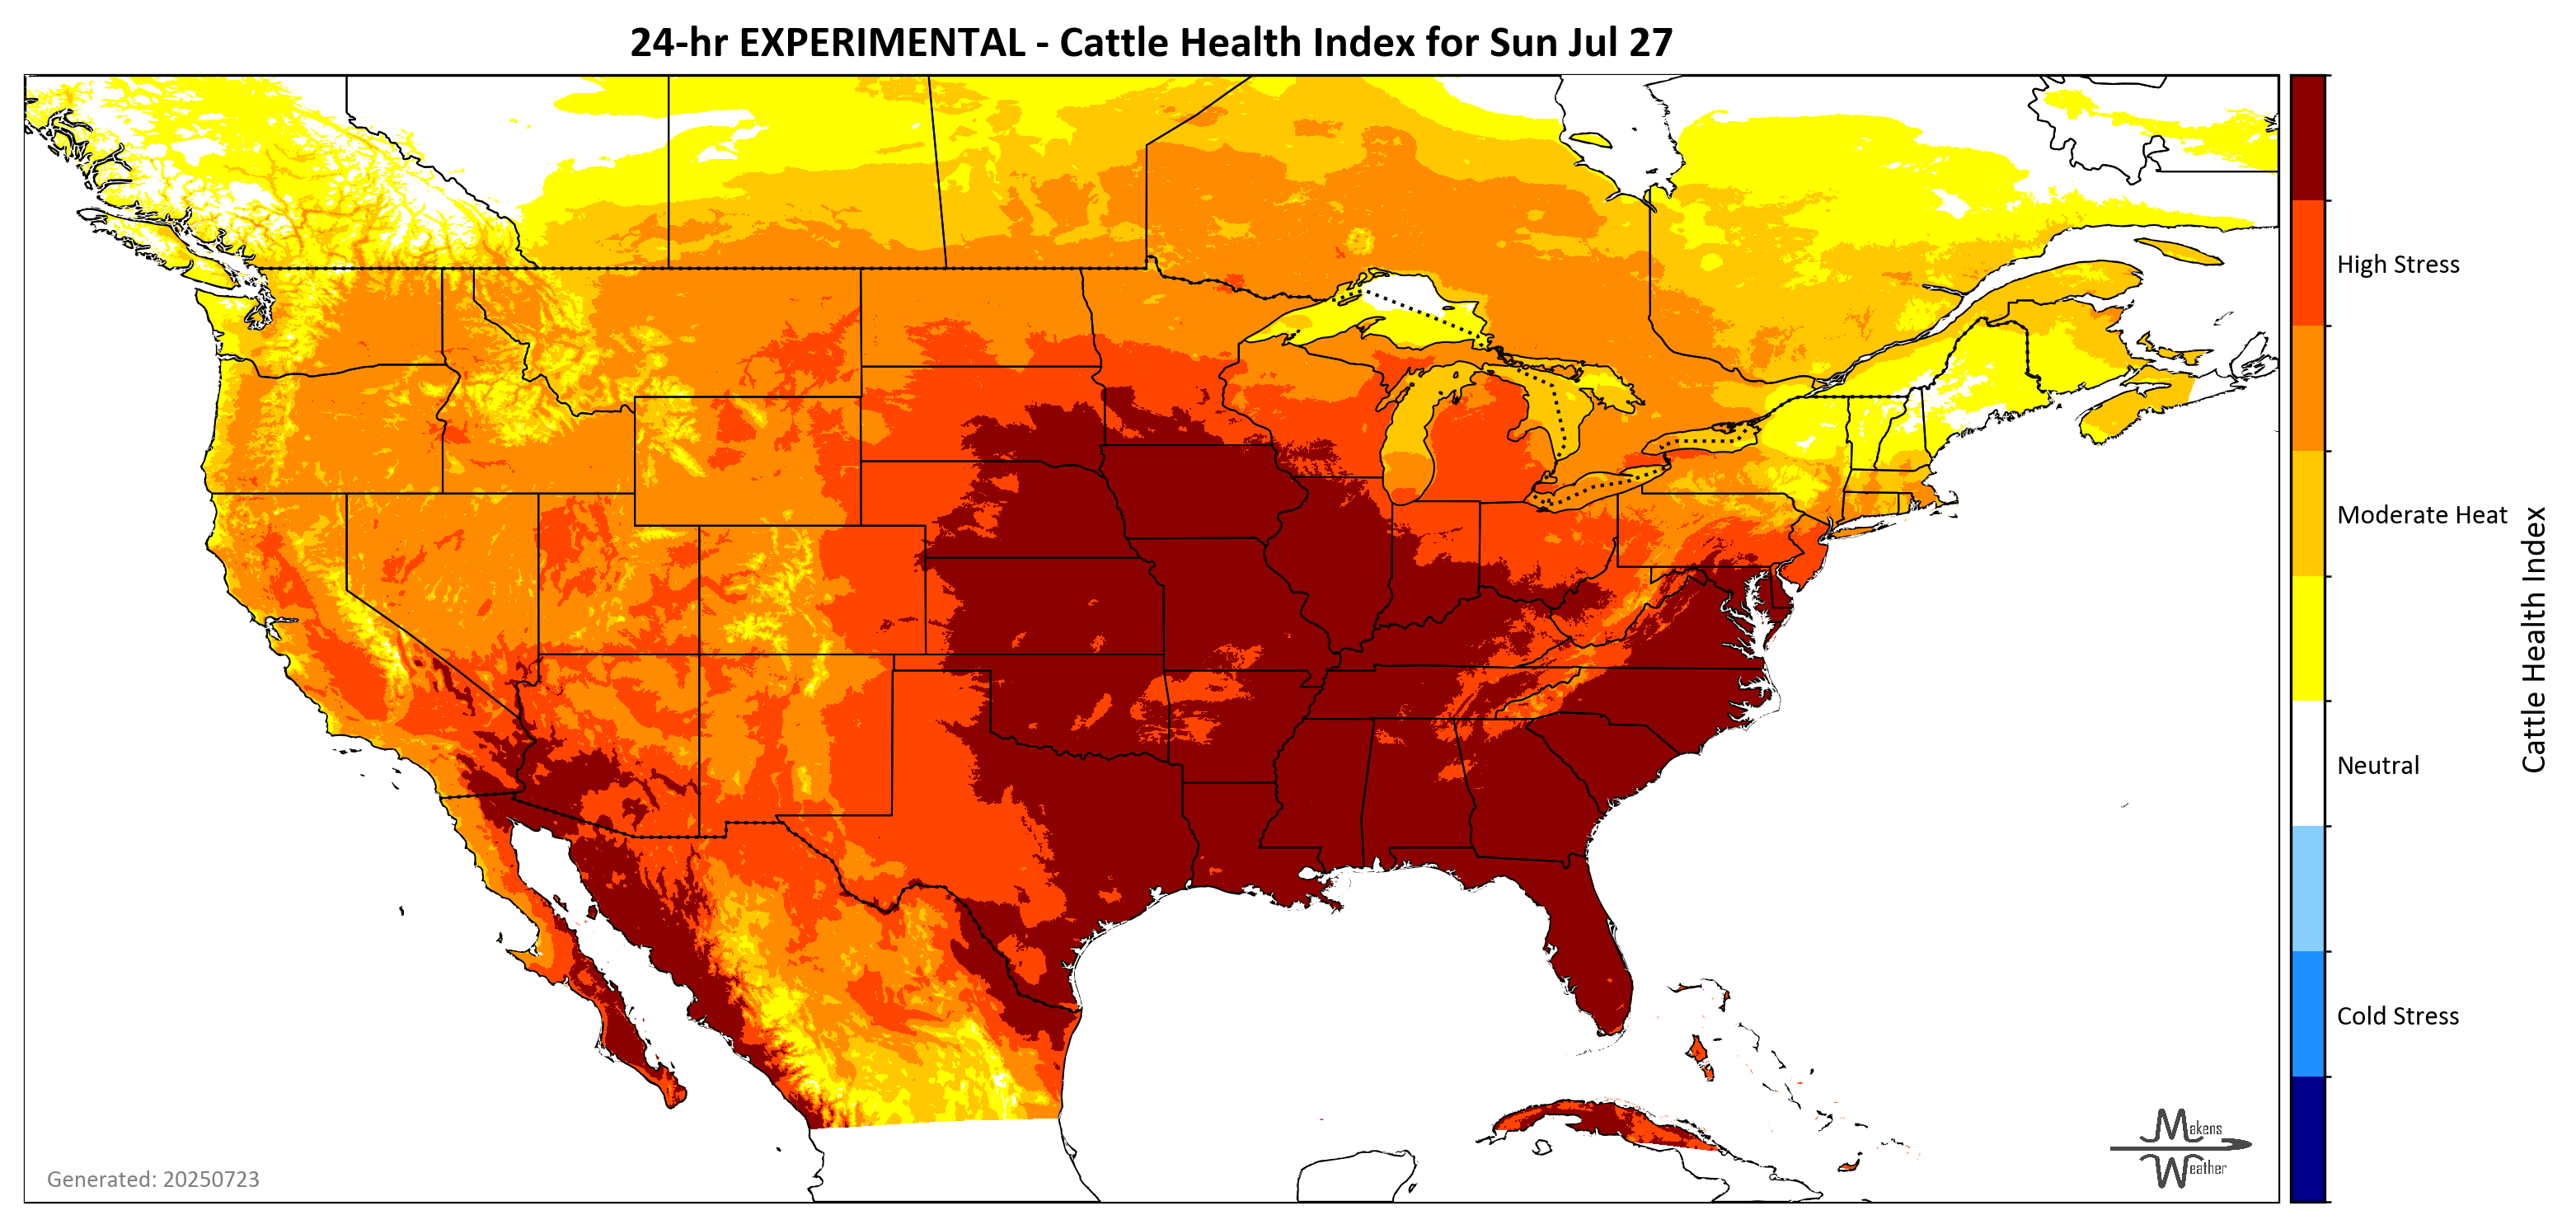 24-hr EXPERIMENTAL - Cattle Health Index for Sun Jul 27
High Stress
Moderate Heat
Neutral
Cold Stress
Cattle Health Index
Makens
Weather
Generated: 20250723